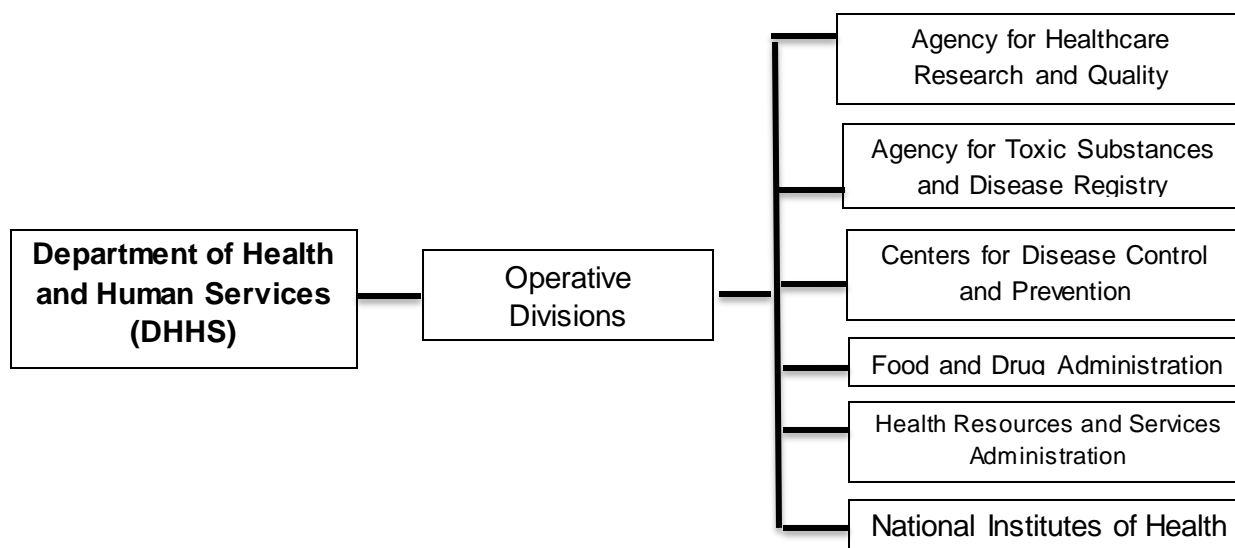 Agency for Healthcare
Research and Quality
Agency for Toxic Substances
and Disease Registry
Department of Health
and Human Services
(DHHS)
Operative
Divisions
Centers for Disease Control
and Prevention
Food and Drug Administration
Health Resources and Services
Administration
National Institutes of Health